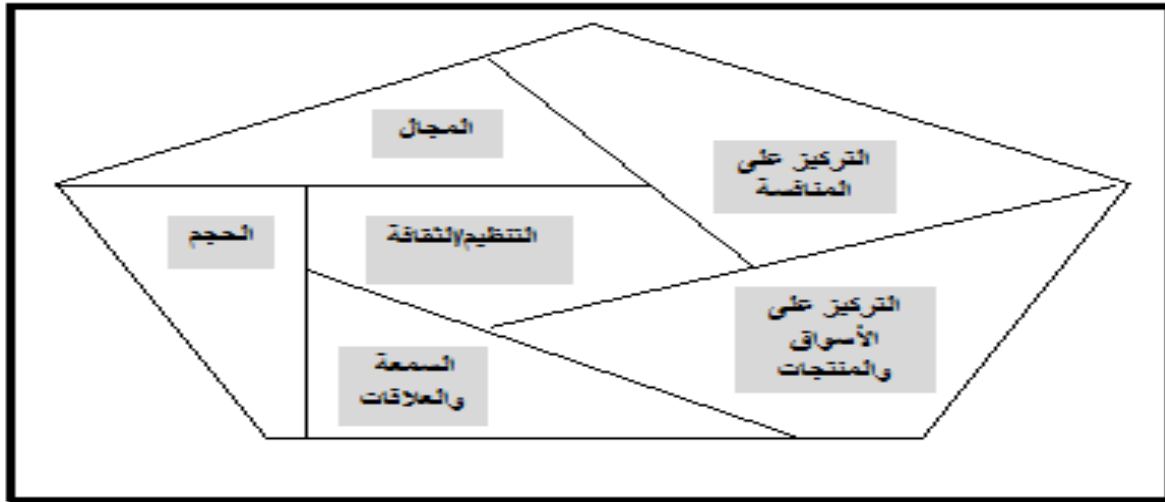 المجال
التركيز على
المنافسة
الحجم
التنظيم/الثقافة
التركيز على
الأسواق
والمنتجات
السمعة
والعلاقات